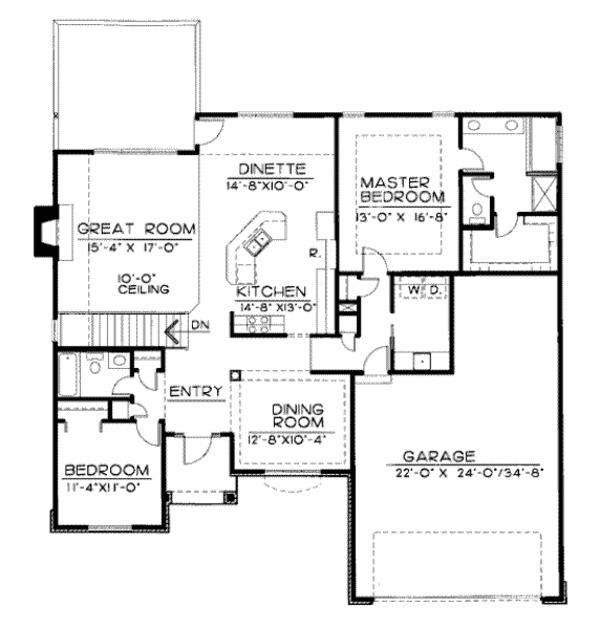 DINETTE
14'-8"X10'-0"
MASTER
BEDROOM
13'-0" X 16'-8"
GREAT ROOM
15'-4" X 17'-0"
R.
10'-0"
CEILING
W. D.
KITCHEN
14'-8"X13'-0"
DN
ENTRY
DINING
ROOM
12'-8"X10'-4"
GARAGE
22'-0" X 24'-0"/34'-8"
BEDROOM
11'-4"X11'-0"